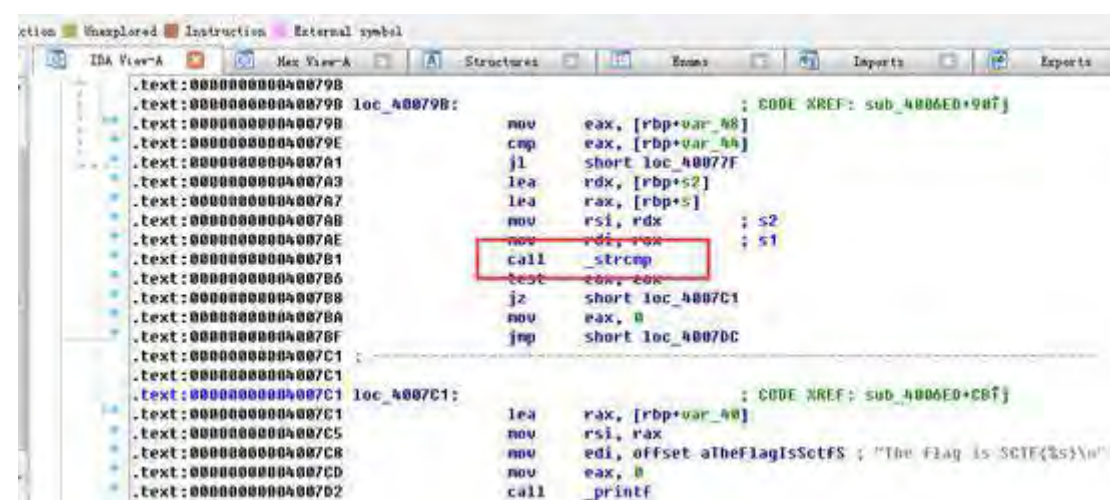 ction Unexplored Instruction External symbol
IDA View-A Hex View-A Structures Enums Imports Exports
.text:000000000040079B
.text:000000000040079B loc_40079B: ; CODE XREF: sub_4006ED+90↑j
.text:000000000040079B mov eax, [rbp+var_48]
.text:000000000040079E cmp eax, [rbp+var_44]
.text:00000000004007A1 jl short loc_40077F
.text:00000000004007A3 lea rdx, [rbp+s2]
.text:00000000004007A7 lea rax, [rbp+s]
.text:00000000004007AB mov rsi, rdx ; s2
.text:00000000004007AE mov rdi, rax ; s1
.text:00000000004007B1 call _strcmp
.text:00000000004007B6 test eax, eax
.text:00000000004007B8 jz short loc_4007C1
.text:00000000004007BA mov eax, 0
.text:00000000004007BF jmp short loc_4007DC
.text:00000000004007C1 ; ---------------------------------------------------------------------------
.text:00000000004007C1
.text:00000000004007C1 loc_4007C1: ; CODE XREF: sub_4006ED+CB↑j
.text:00000000004007C1 lea rax, [rbp+var_40]
.text:00000000004007C5 mov rsi, rax
.text:00000000004007C8 mov edi, offset aTheFlagIsSctfS ; "The flag is SCTF{%s}\n"
.text:00000000004007CD mov eax, 0
.text:00000000004007D2 call _printf